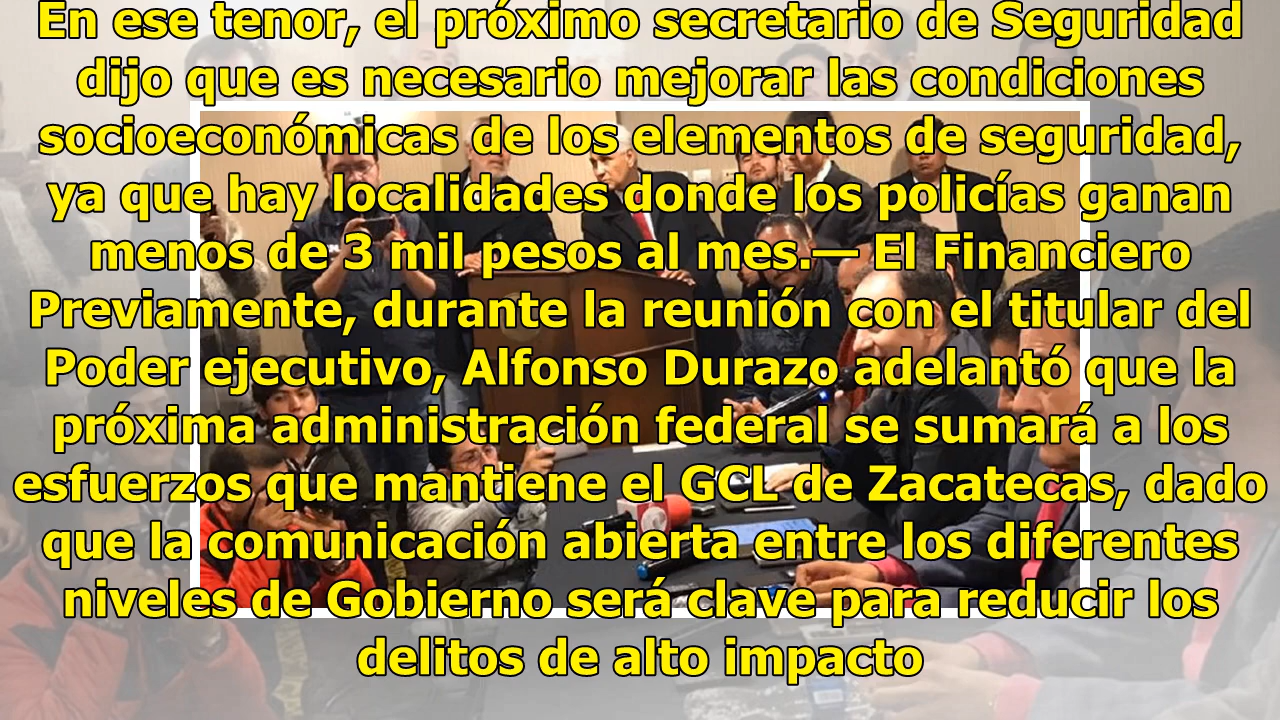 En ese tenor, el próximo secretario de Seguridad
dijo que es necesario mejorar las condiciones
socioeconómicas de los elementos de seguridad,
ya que hay localidades donde los policías ganan
menos de 3 mil pesos al mes.— El Financiero
Previamente, durante la reunión con el titular del
Poder ejecutivo, Alfonso Durazo adelantó que la
próxima administración federal se sumará a los
esfuerzos que mantiene el GCL de Zacatecas, dado
que la comunicación abierta entre los diferentes
niveles de Gobierno será clave para reducir los
delitos de alto impacto